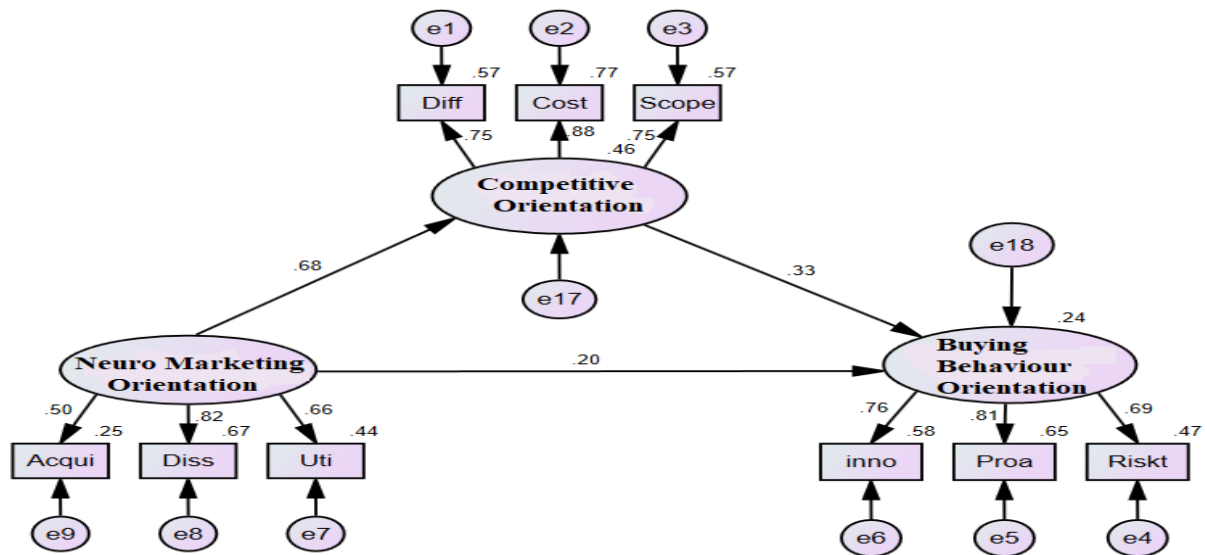 e1 e2 e3
.57 .77 .57
Diff Cost Scope
.75 .88 .75
.46
Competitive
Orientation
e18
.68 .33
e17
.24
Neuro Marketing
Orientation
.20
Buying
Behaviour
Orientation
.50 .82 .66 .76 .81 .69
.25 .67 .44 .58 .65 .47
Acqui Diss Uti inno Proa Riskt
e9 e8 e7 e6 e5 e4